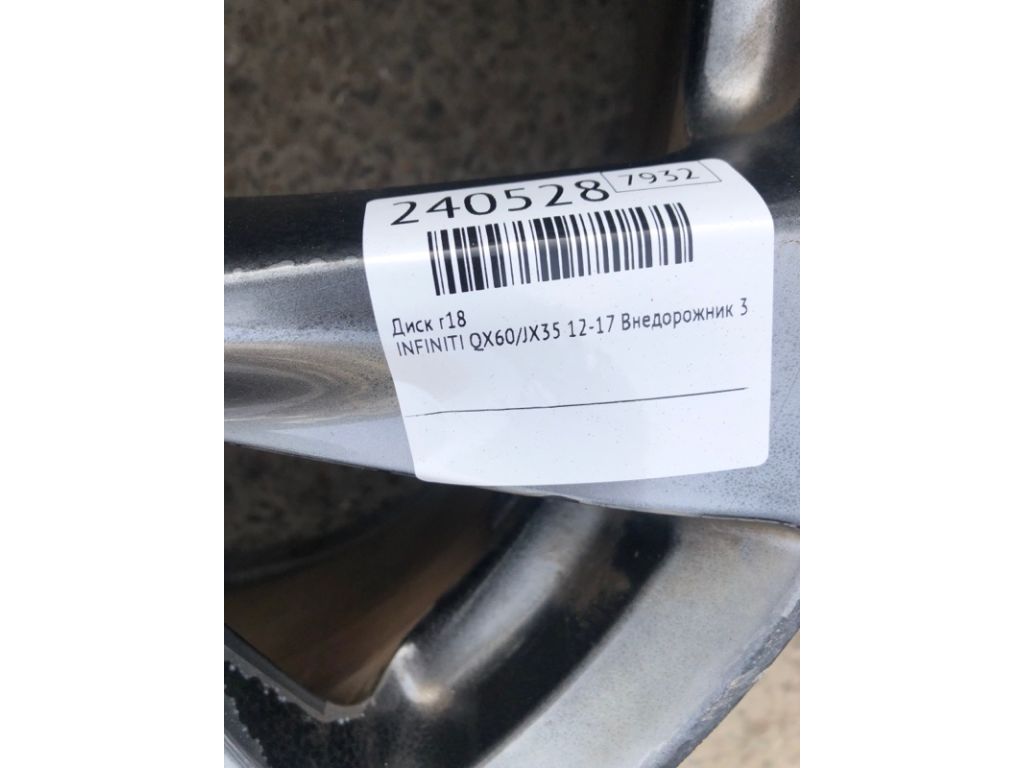 240528 7932
Диск r18
INFINITI QX60/JX35 12-17 Внедорожник 3